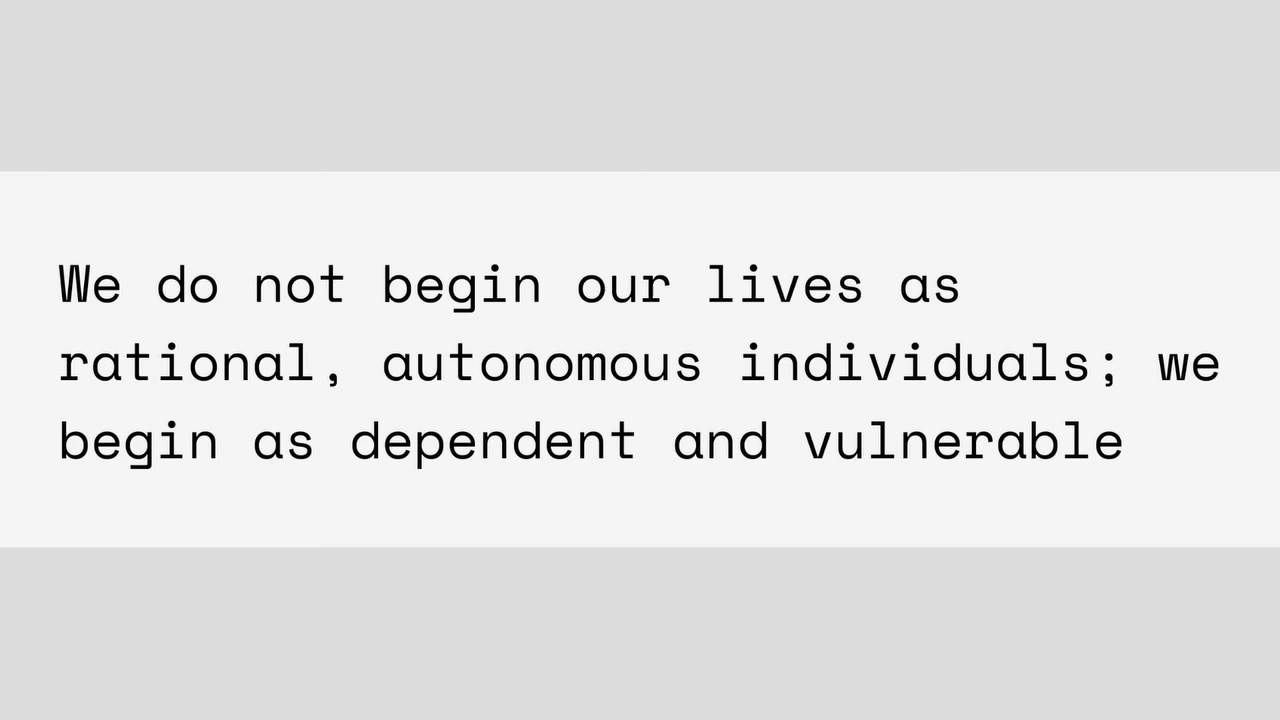 We do not begin our lives as
rational, autonomous individuals; we
begin as dependent and vulnerable